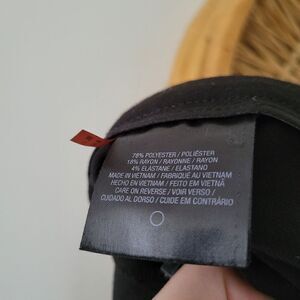 78% POLYESTER / POLIÉSTER
18% RAYON / RAYONNE / RAYON
4% ELASTANE / ELASTANO
MADE IN VIETNAM / FABRIQUÉ AU VIETNAM
HECHO EN VIETNAM / FEITO EM VIETNÃ
CARE ON REVERSE / VOIR VERSO /
CUIDADO AL DORSO / CUIDE EM CONTRÁRIO